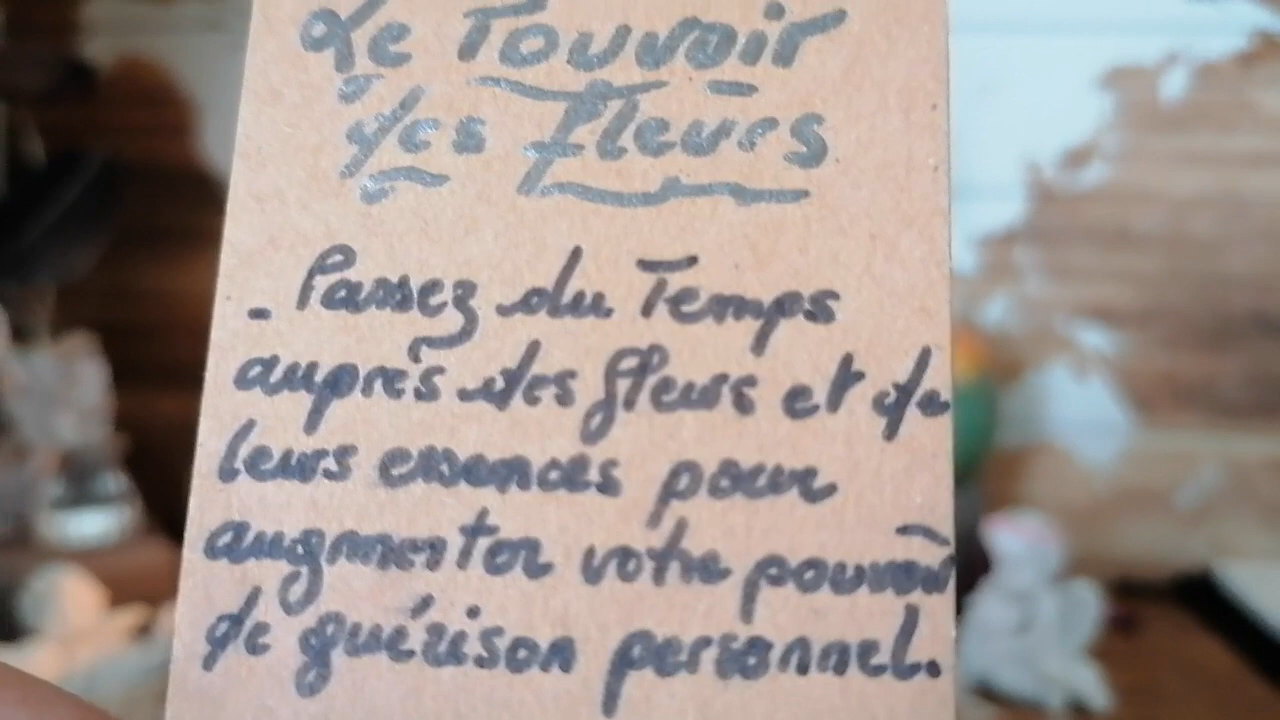 Le Pouvoir
des fleurs
- Passez du Temps
auprès des fleurs et de
leurs essences pour
augmenter votre pouvoir
de guérison personnel.